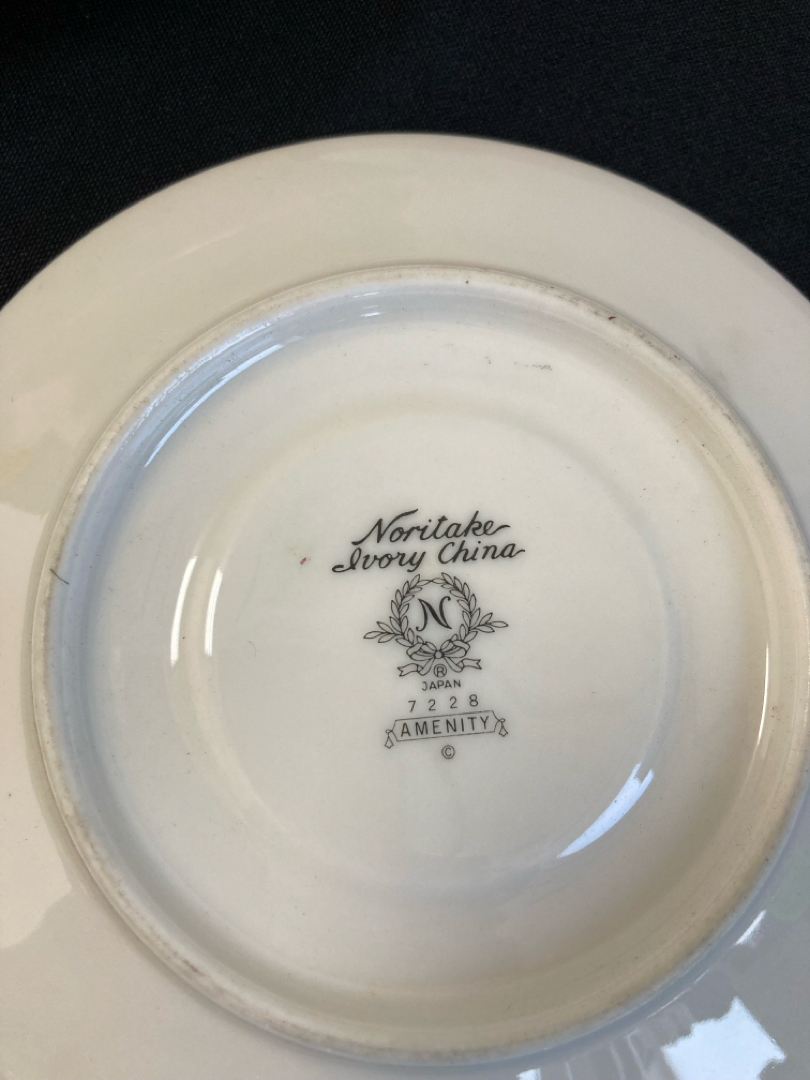 Noritake
Ivory China
N
®
JAPAN
7228
AMENITY
©